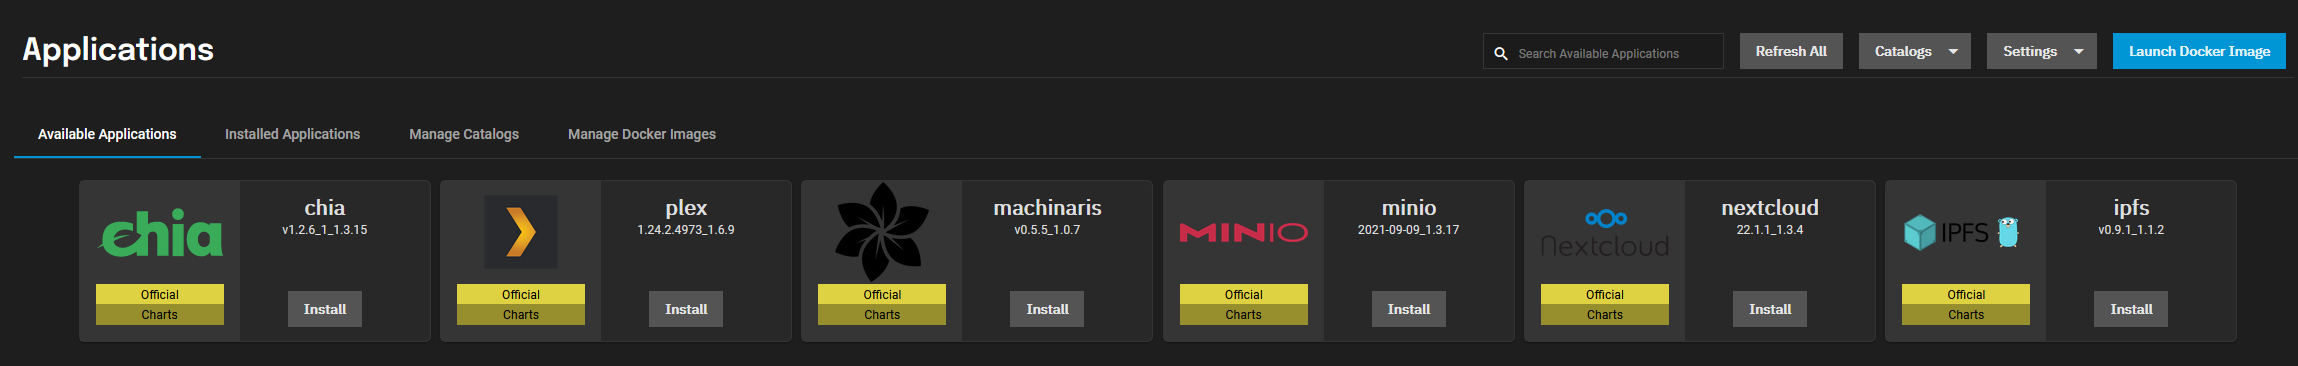 Applications
Search Available Applications
Refresh All
Catalogs
Settings
Launch Docker Image
Available Applications
Installed Applications
Manage Catalogs
Manage Docker Images
chia
chia
v1.2.6_1_1.3.15
Official
Charts
Install
plex
1.24.2.4973_1.6.9
Official
Charts
Install
machinaris
v0.5.5_1.0.7
Official
Charts
Install
MINIO
minio
2021-09-09_1.3.17
Official
Charts
Install
Nextcloud
nextcloud
22.1.1_1.3.4
Official
Charts
Install
IPFS
ipfs
v0.9.1_1.1.2
Official
Charts
Install